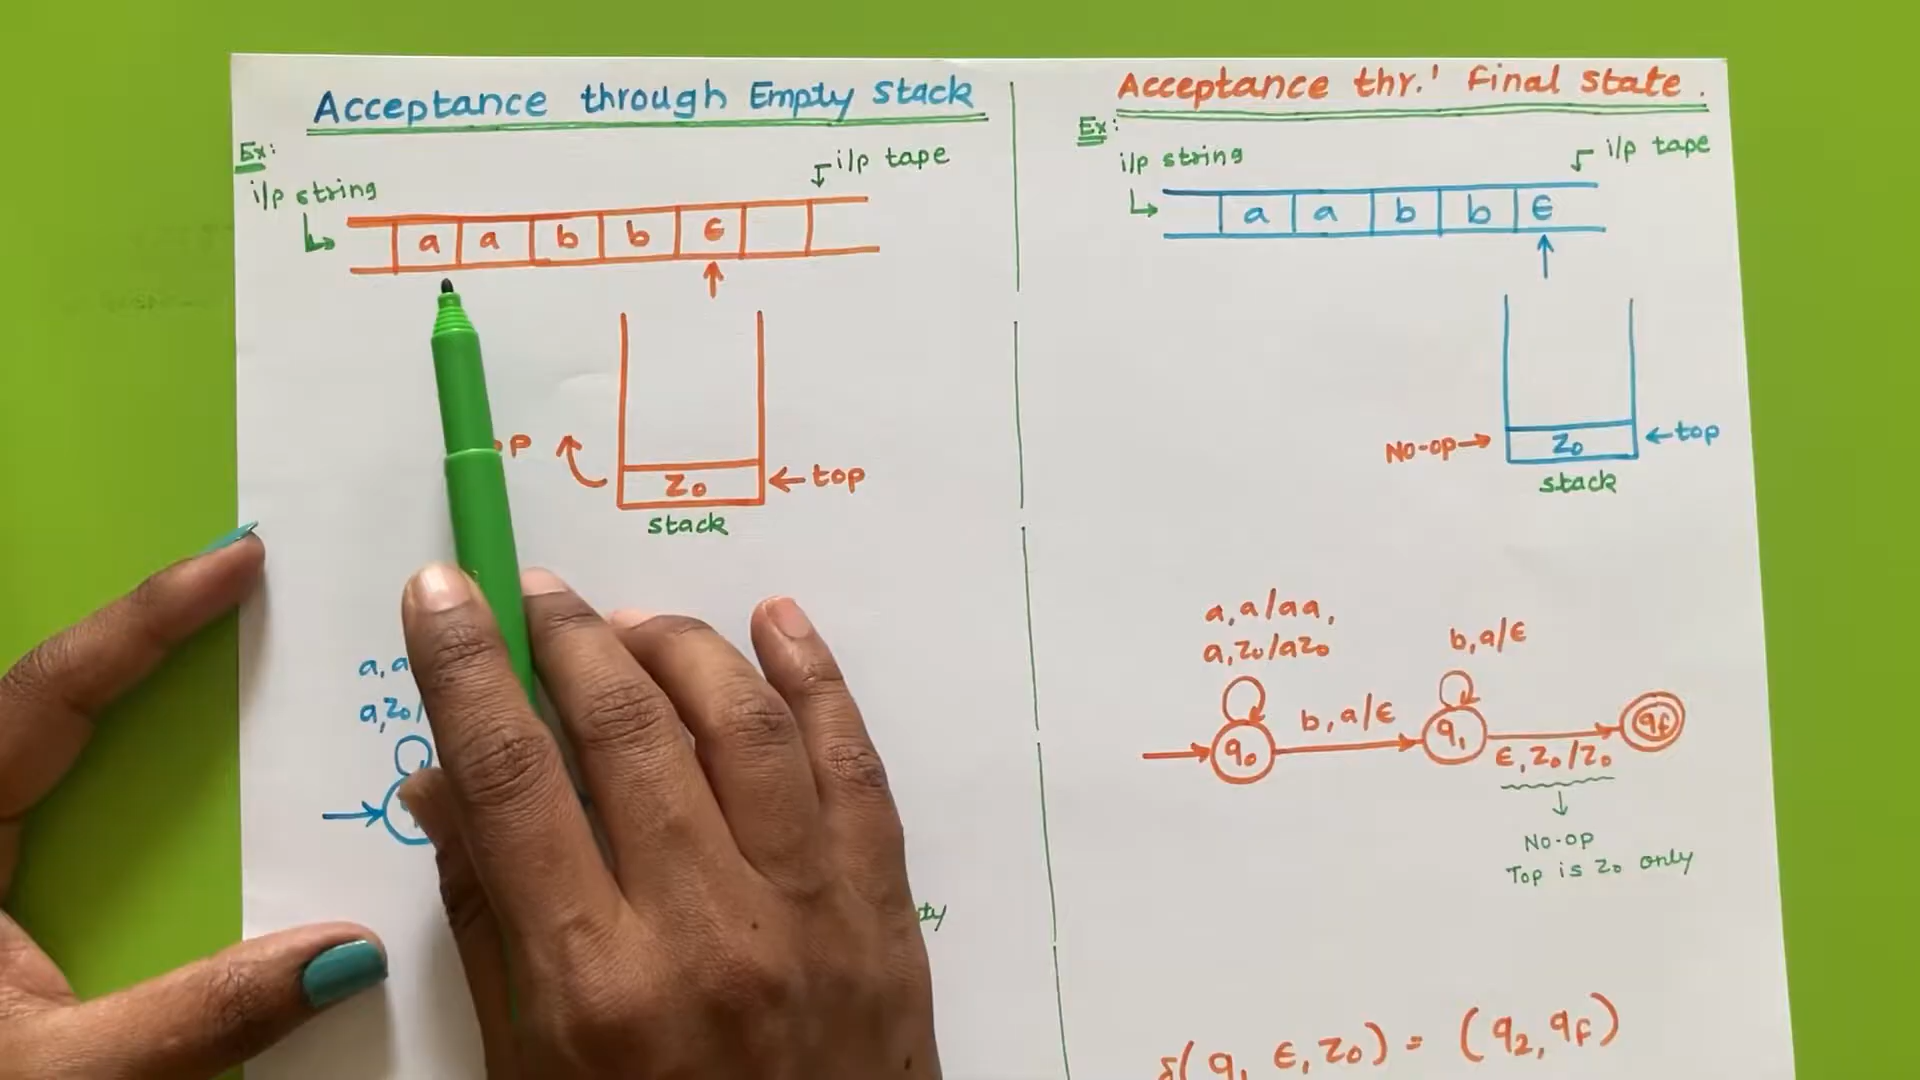 Acceptance through Empty Stack
Ex:
i/p string
i/p tape
a a b b ϵ
top
Z₀
stack
a, a
a, Z₀/
Acceptance thr.' Final State.
Ex:
i/p string
i/p tape
a a b b ϵ
No-op
Z₀
top
stack
a, a/aa,
a, Z₀/aZ₀
b, a/ϵ
b, a/ϵ
q₀
q₁
qf
ϵ, Z₀/Z₀
No-op
Top is Z₀ only
δ(q, ϵ, Z₀) = (q₂, qf)